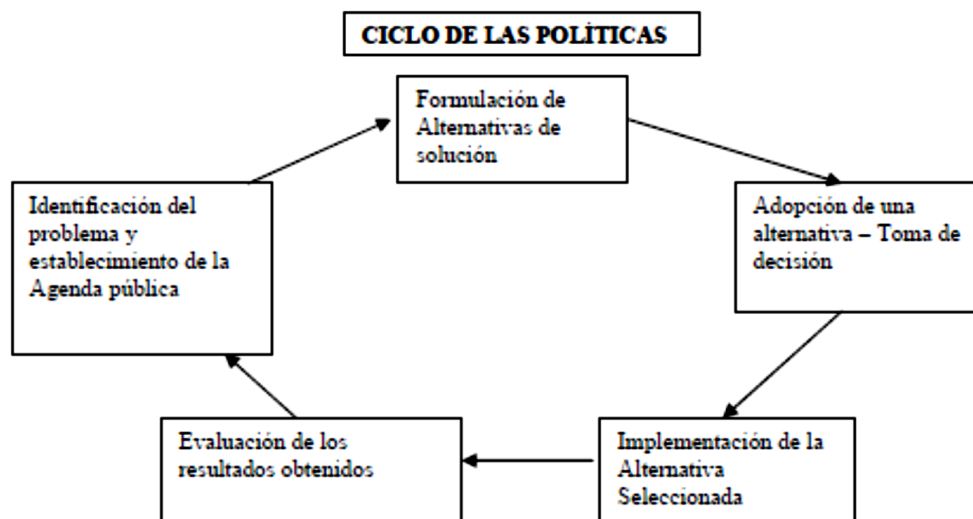 CICLO DE LAS POLÍTICAS
Formulación de
Alternativas de
solución
Identificación del
problema y
establecimiento de la
Agenda pública
Adopción de una
alternativa – Toma de
decisión
Evaluación de los
resultados obtenidos
Implementación de la
Alternativa
Seleccionada